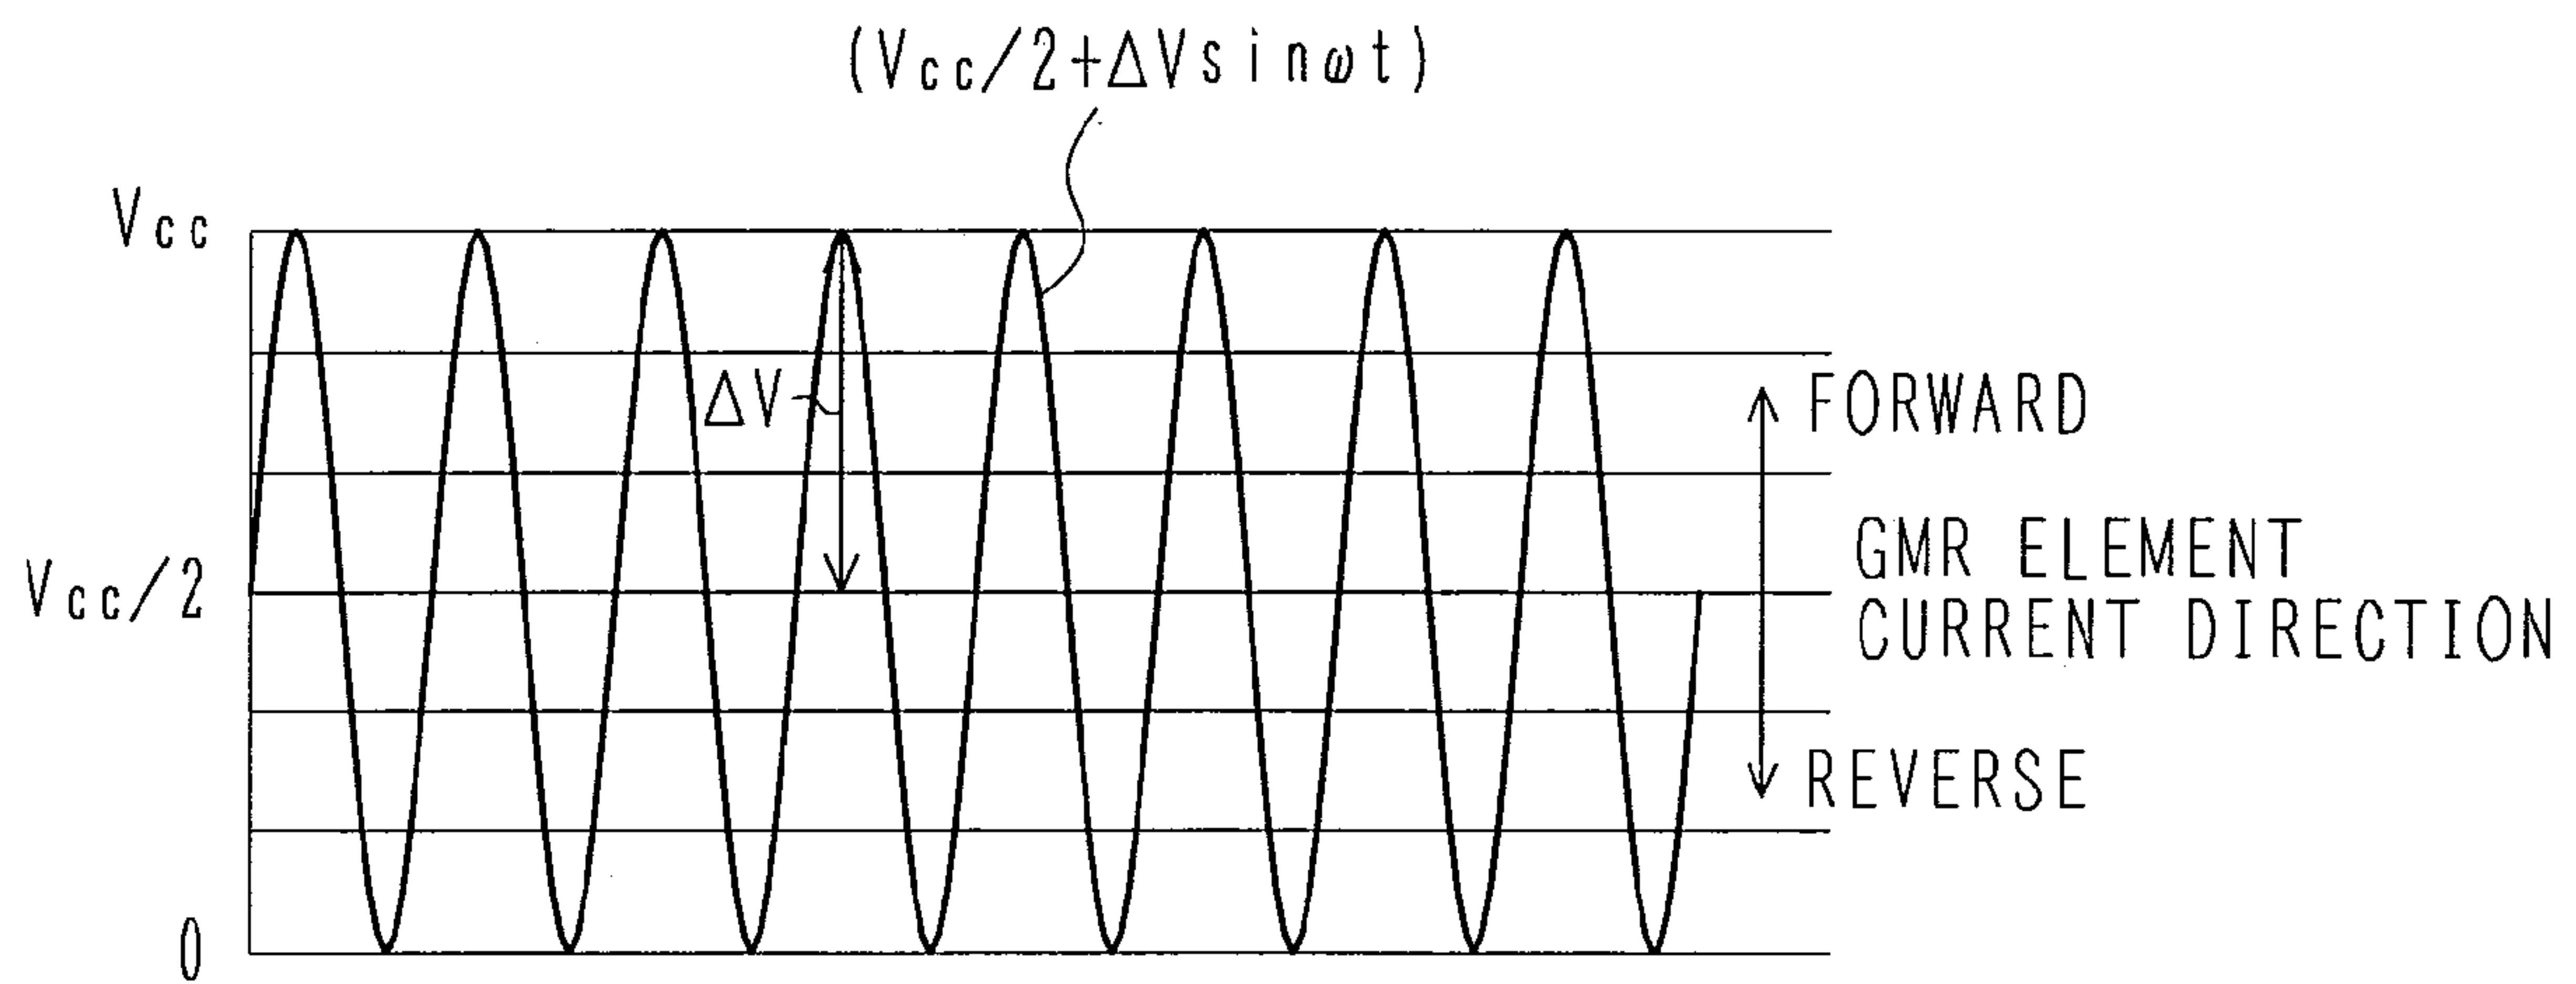 (Vcc/2+ΔVsinωt)
Vcc
ΔV
FORWARD
Vcc/2
GMR ELEMENT
CURRENT DIRECTION
REVERSE
0